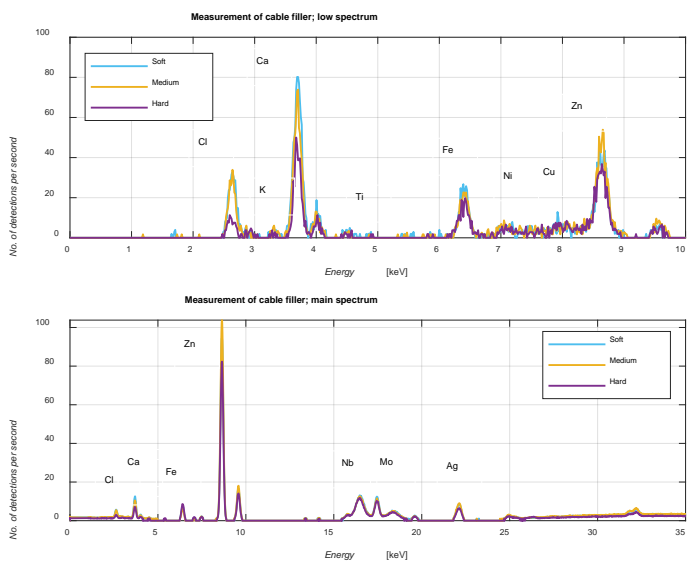 Measurement of cable filler; low spectrum
100
80
60
40
20
0
No. of detections per second
Soft
Medium
Hard
Cl
Ca
K
Ti
Fe
Ni
Cu
Zn
0 1 2 3 4 5 6 7 8 9 10
Energy [keV]
Measurement of cable filler; main spectrum
100
80
60
40
20
0
No. of detections per second
Soft
Medium
Hard
Cl
Ca
Fe
Zn
Nb
Mo
Ag
0 5 10 15 20 25 30 35
Energy [keV]